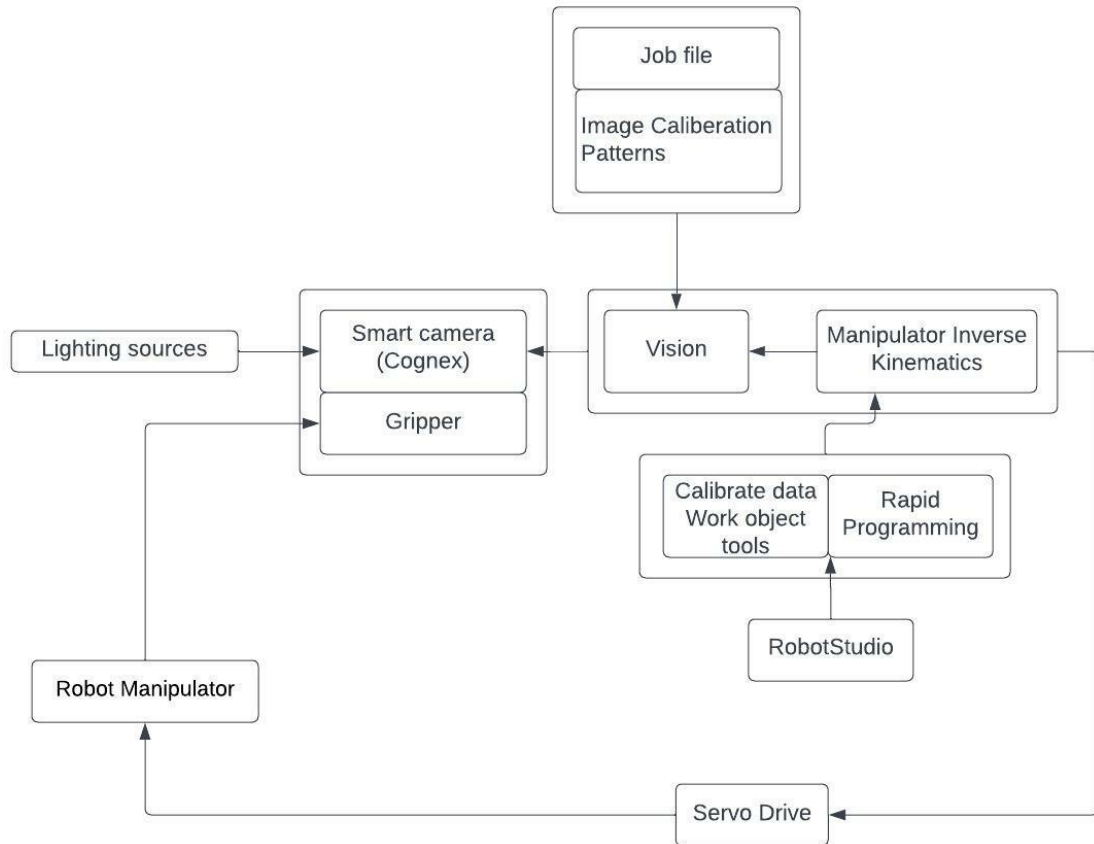 Job file
Image Caliberation
Patterns
Lighting sources
Smart camera
(Cognex)
Gripper
Vision
Manipulator Inverse
Kinematics
Calibrate data
Work object
tools
Rapid
Programming
RobotStudio
Robot Manipulator
Servo Drive